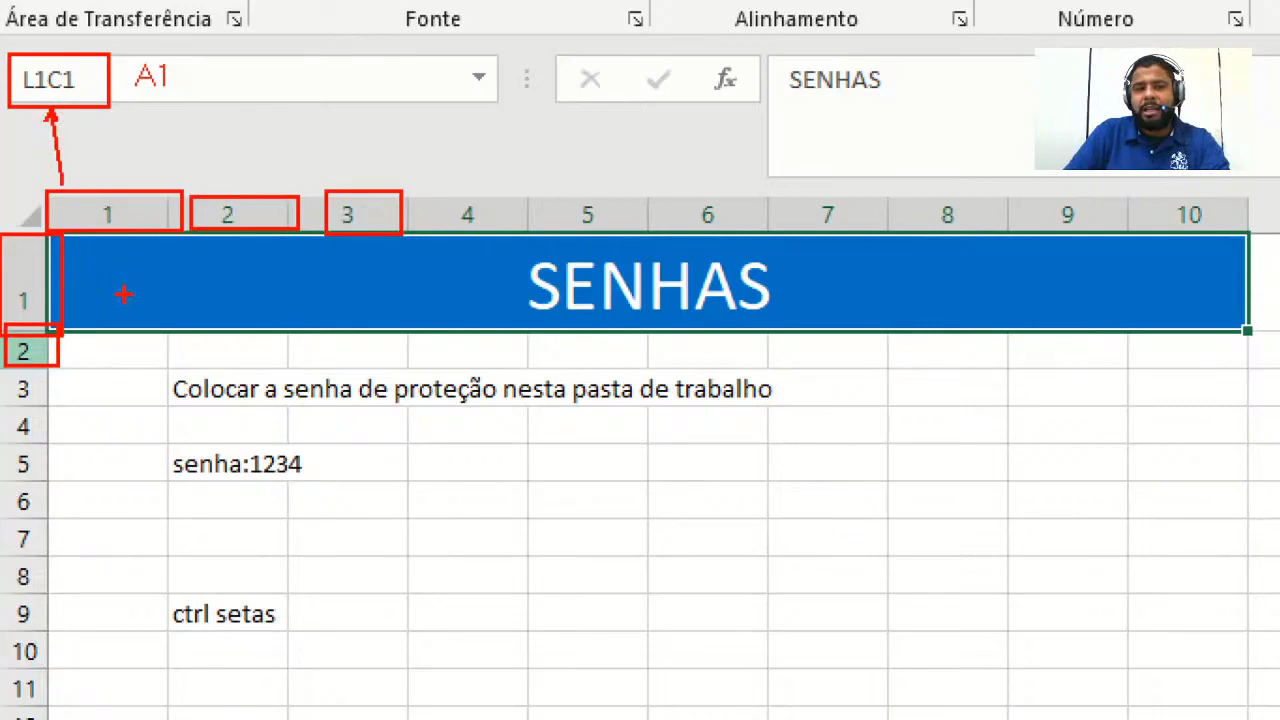 Área de Transferência Fonte Alinhamento Número
L1C1 A1 fx SENHAS
1 2 3 4 5 6 7 8 9 10
1 SENHAS
2
3 Colocar a senha de proteção nesta pasta de trabalho
4
5 senha:1234
6
7
8
9 ctrl setas
10
11